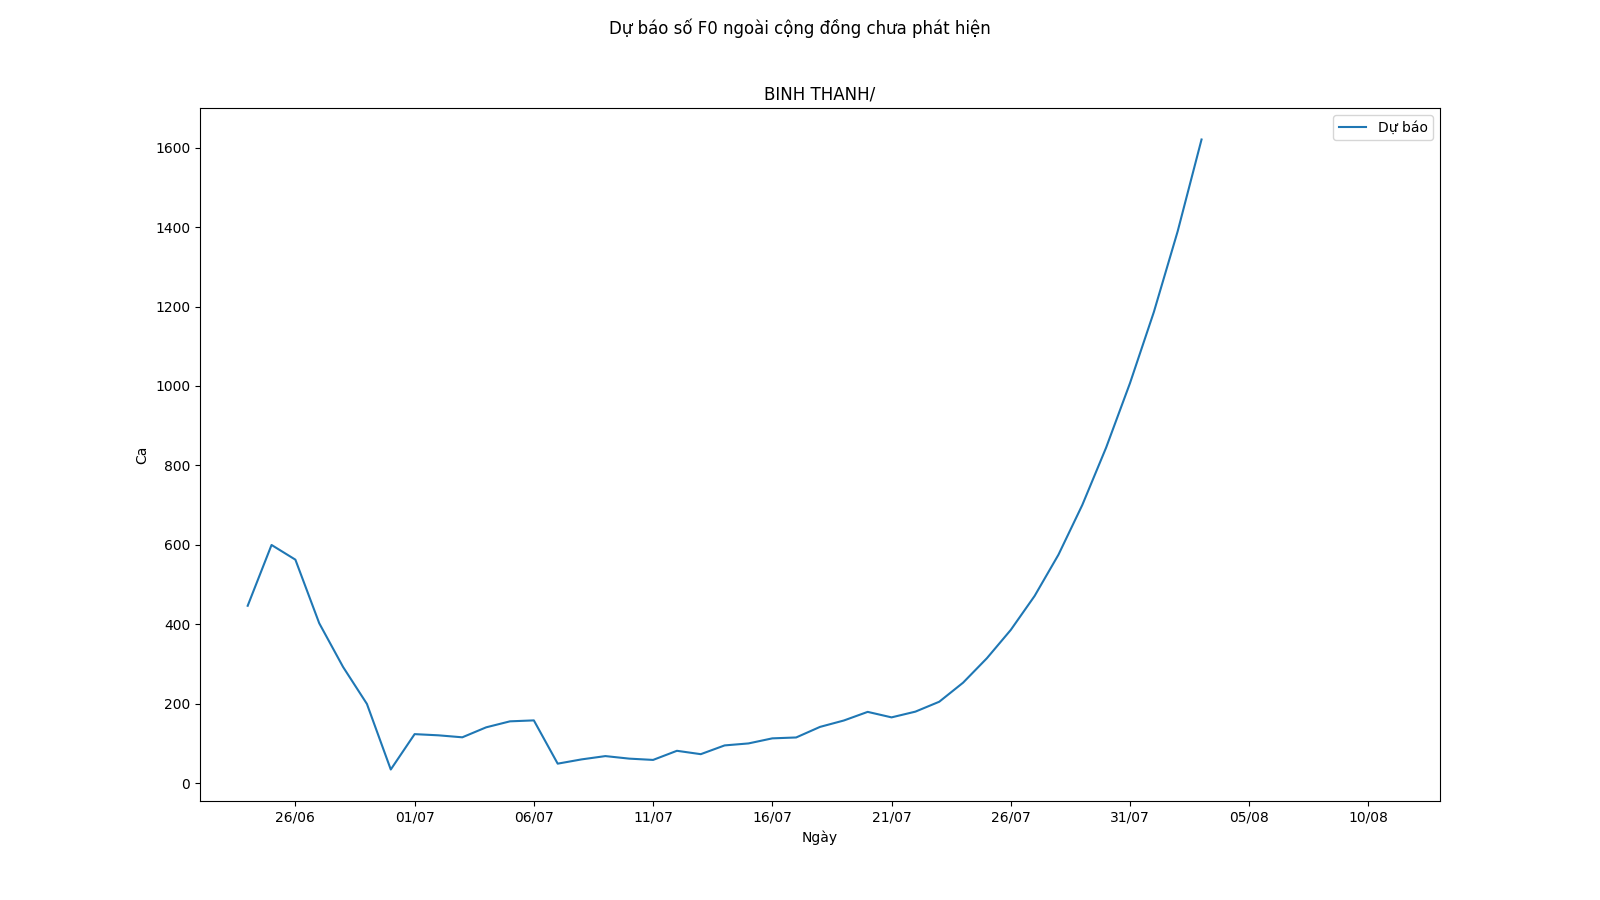 Dự báo số F0 ngoài cộng đồng chưa phát hiện
BINH THANH/
Dự báo
1600
1400
1200
1000
800
600
400
200
0
Ca
26/06 01/07 06/07 11/07 16/07 21/07 26/07 31/07 05/08 10/08
Ngày